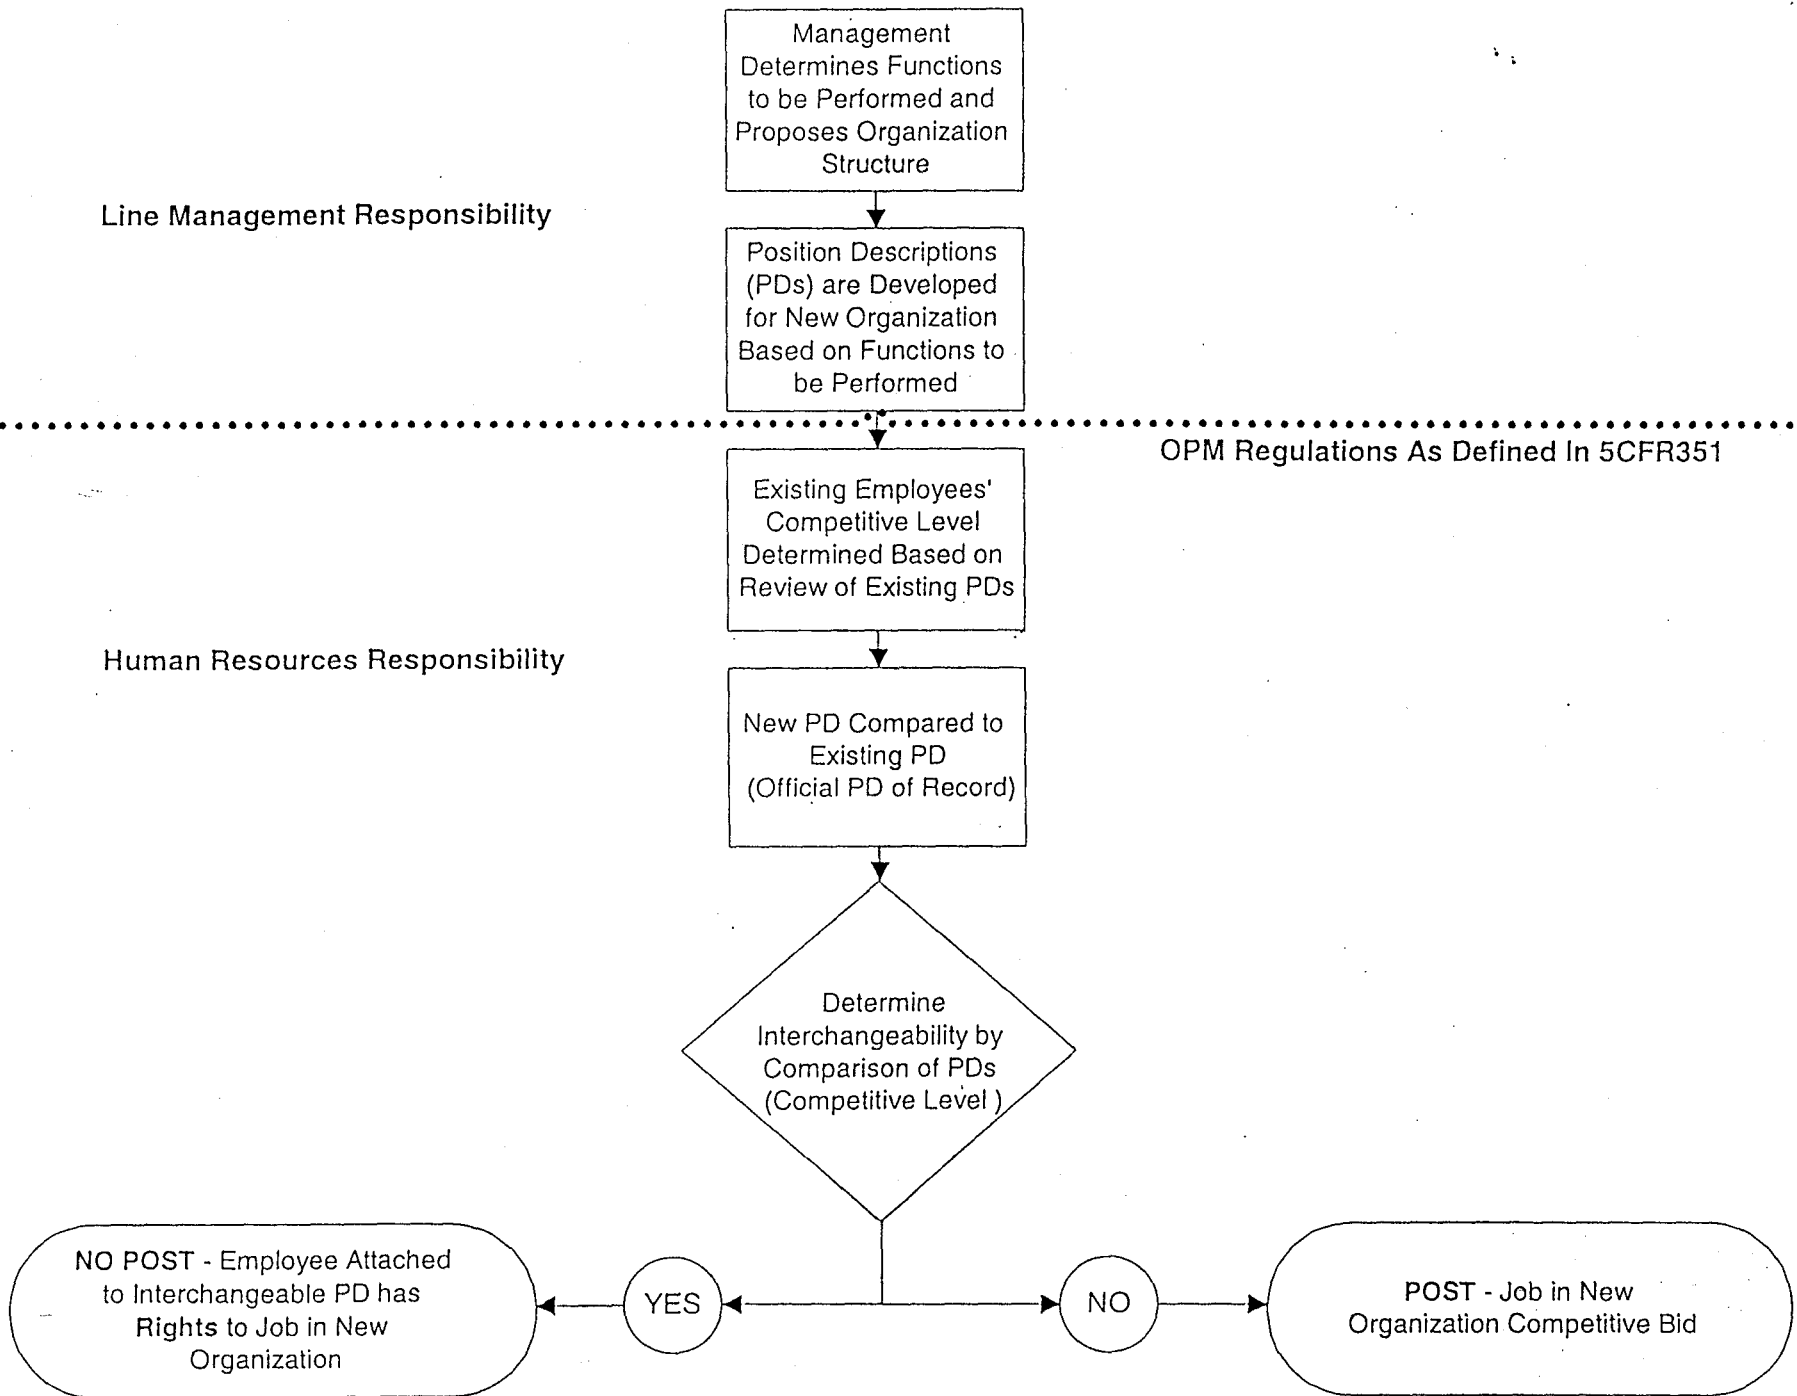 Management
Determines Functions
to be Performed and
Proposes Organization
Structure
Line Management Responsibility
Position Descriptions
(PDs) are Developed
for New Organization
Based on Functions to
be Performed
OPM Regulations As Defined In 5CFR351
Existing Employees'
Competitive Level
Determined Based on
Review of Existing PDs
Human Resources Responsibility
New PD Compared to
Existing PD
(Official PD of Record)
Determine
Interchangeability by
Comparison of PDs
(Competitive Level )
NO POST - Employee Attached
to Interchangeable PD has
Rights to Job in New
Organization
YES
NO
POST - Job in New
Organization Competitive Bid